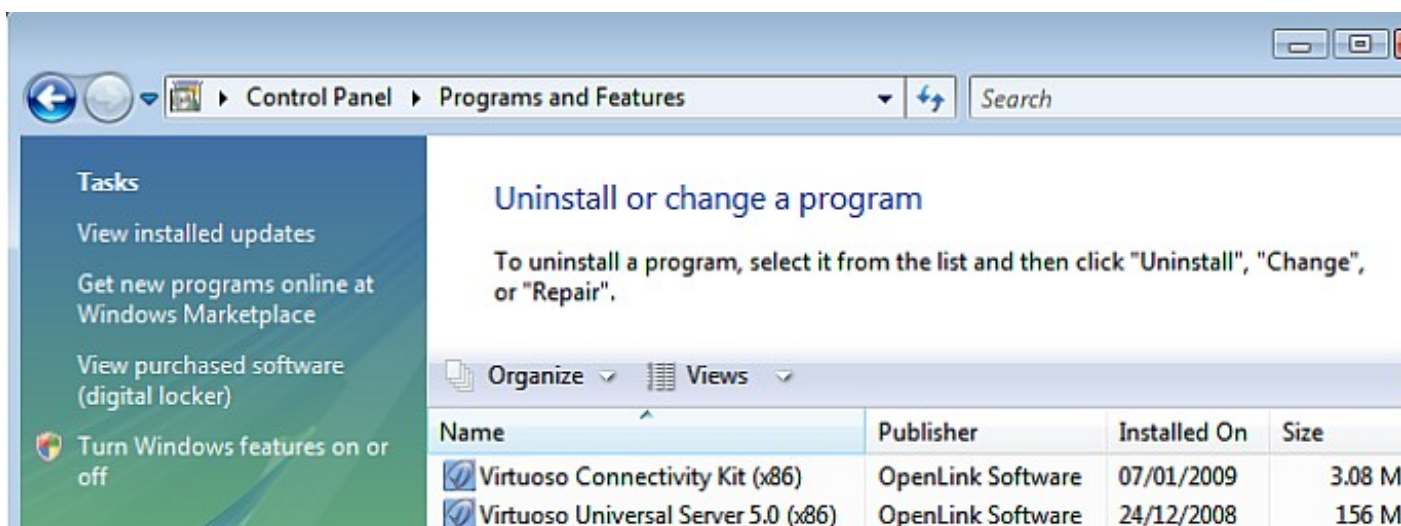 Control Panel Programs and Features Search
Tasks
View installed updates
Get new programs online at
Windows Marketplace
View purchased software
(digital locker)
Turn Windows features on or
off
Uninstall or change a program
To uninstall a program, select it from the list and then click "Uninstall", "Change",
or "Repair".
Organize Views
Name Publisher Installed On Size
Virtuoso Connectivity Kit (x86) OpenLink Software 07/01/2009 3.08 M
Virtuoso Universal Server 5.0 (x86) OpenLink Software 24/12/2008 156 M